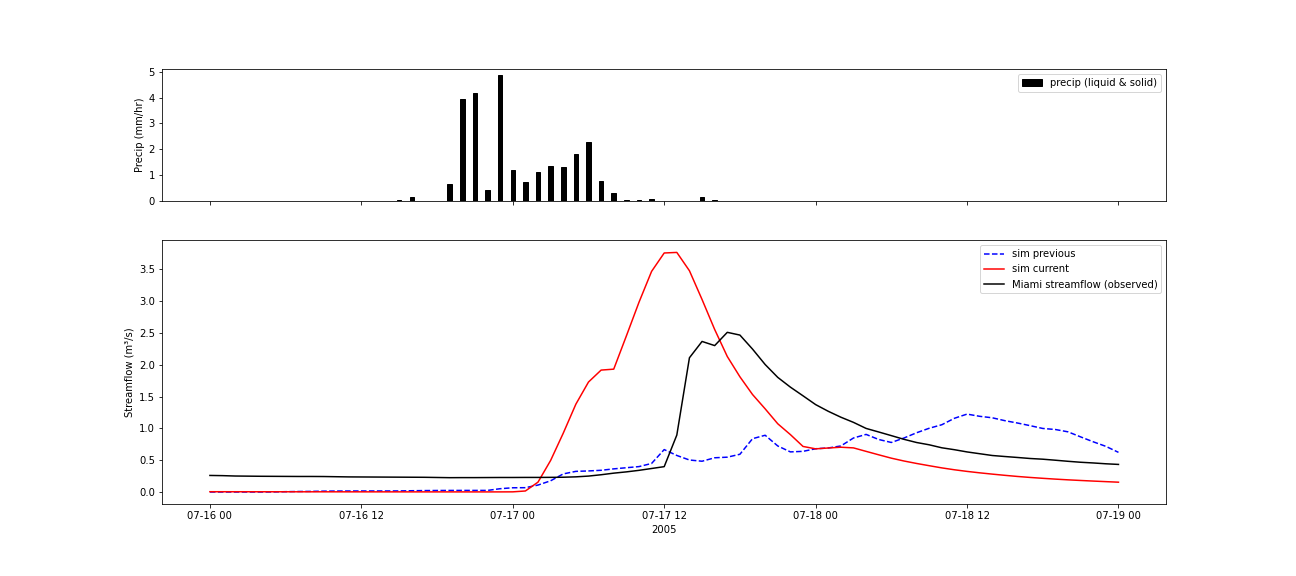 precip (liquid & solid)
Precip (mm/hr)
5
4
3
2
1
0
sim previous
sim current
Miami streamflow (observed)
Streamflow (m³/s)
3.5
3.0
2.5
2.0
1.5
1.0
0.5
0.0
07-16 00 07-16 12 07-17 00 07-17 12 07-18 00 07-18 12 07-19 00
2005